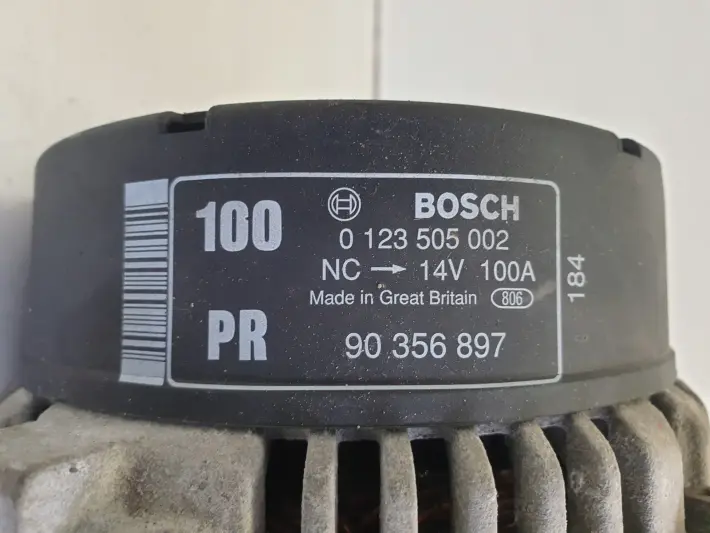 100
BOSCH
0 123 505 002
NC → 14V 100A
Made in Great Britain 806
PR
90 356 897
184